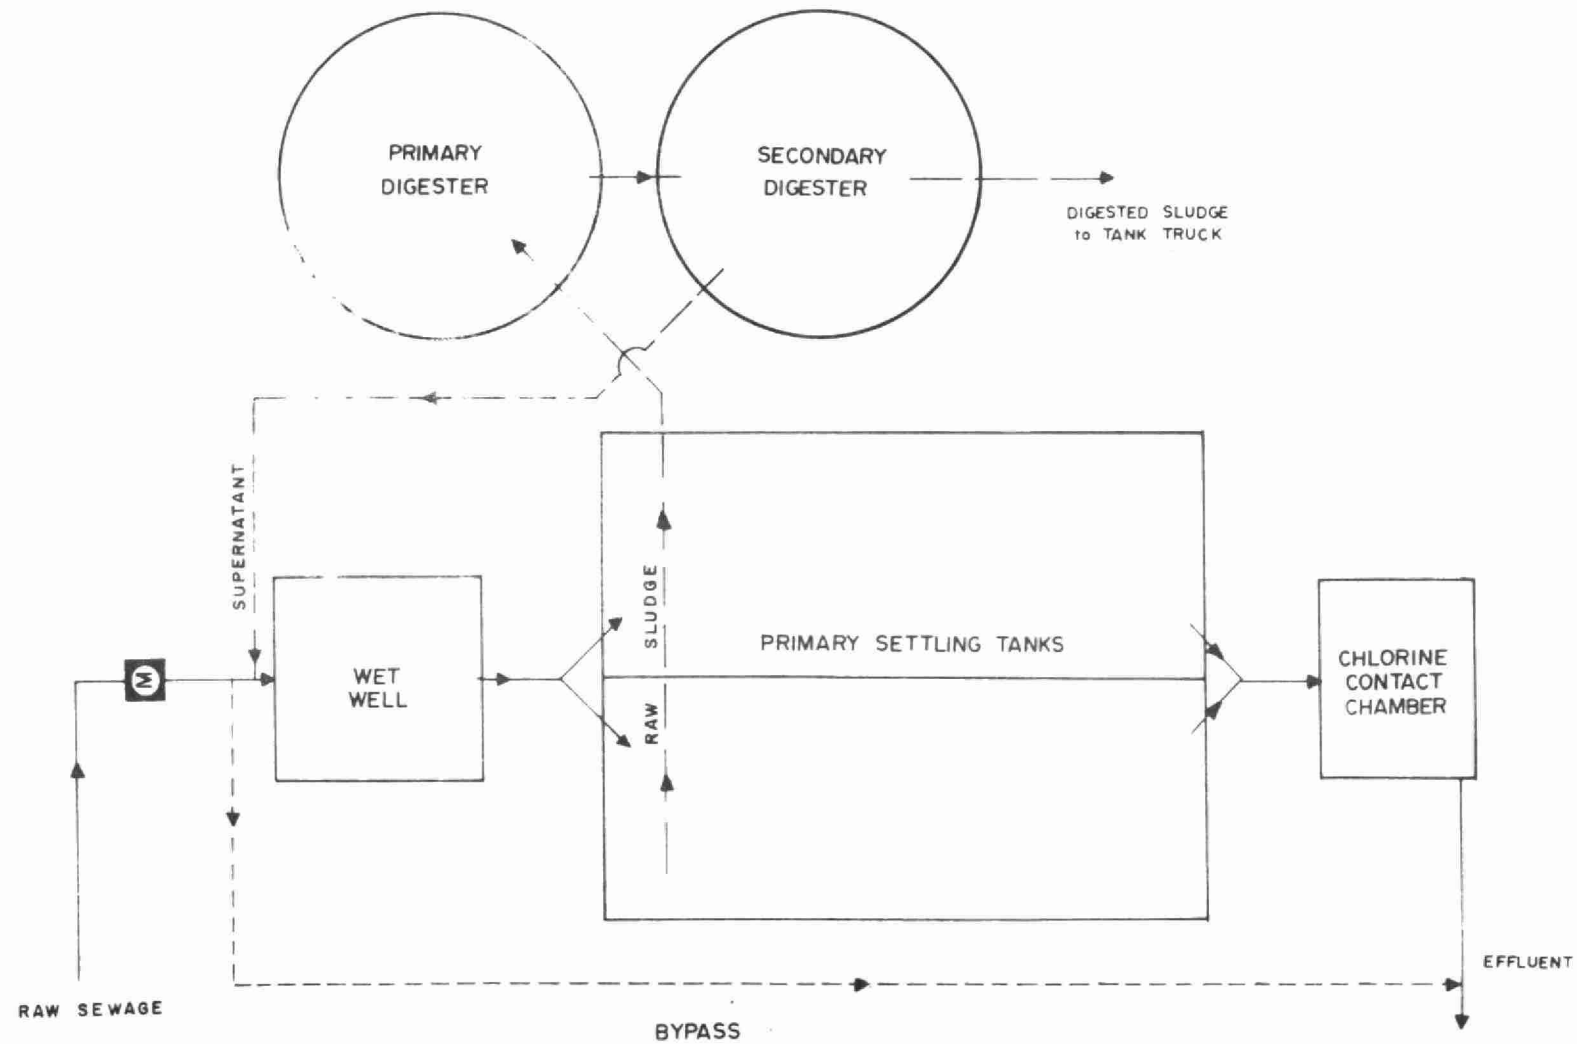 PRIMARY
DIGESTER
SECONDARY
DIGESTER
DIGESTED SLUDGE
to TANK TRUCK
SUPERNATANT
RAW SLUDGE
PRIMARY SETTLING TANKS
M
WET
WELL
CHLORINE
CONTACT
CHAMBER
EFFLUENT
RAW SEWAGE
BYPASS